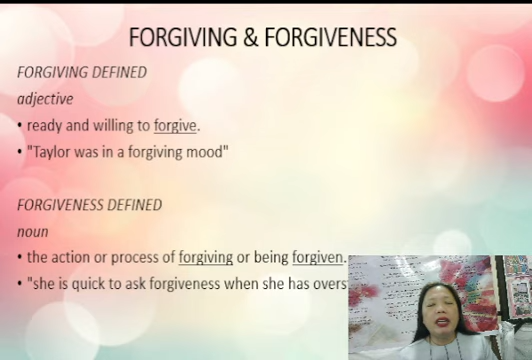 FORGIVING & FORGIVENESS
FORGIVING DEFINED
adjective
• ready and willing to forgive.
• "Taylor was in a forgiving mood"
FORGIVENESS DEFINED
noun
• the action or process of forgiving or being forgiven.
• "she is quick to ask forgiveness when she has overs